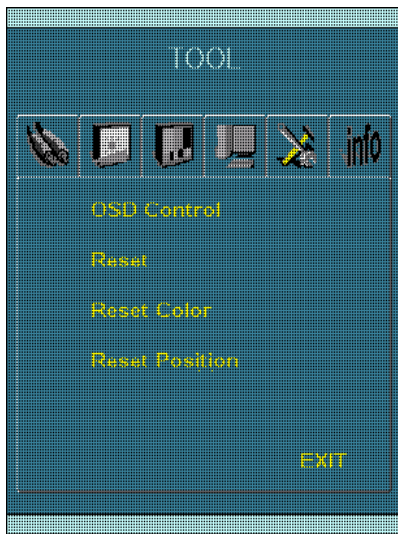 TOOL
info
OSD Control
Reset
Reset Color
Reset Position
EXIT